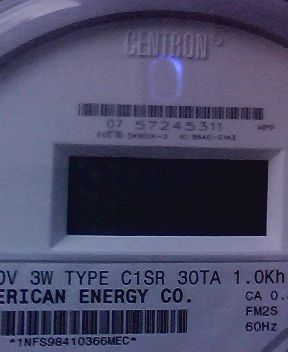 CENTRON®
07 57245311
0V 3W TYPE C1SR 30TA 1.0Kh
ERICAN ENERGY CO.
CA 0.
FM2S
60Hz
*1NFS98410366MEC*